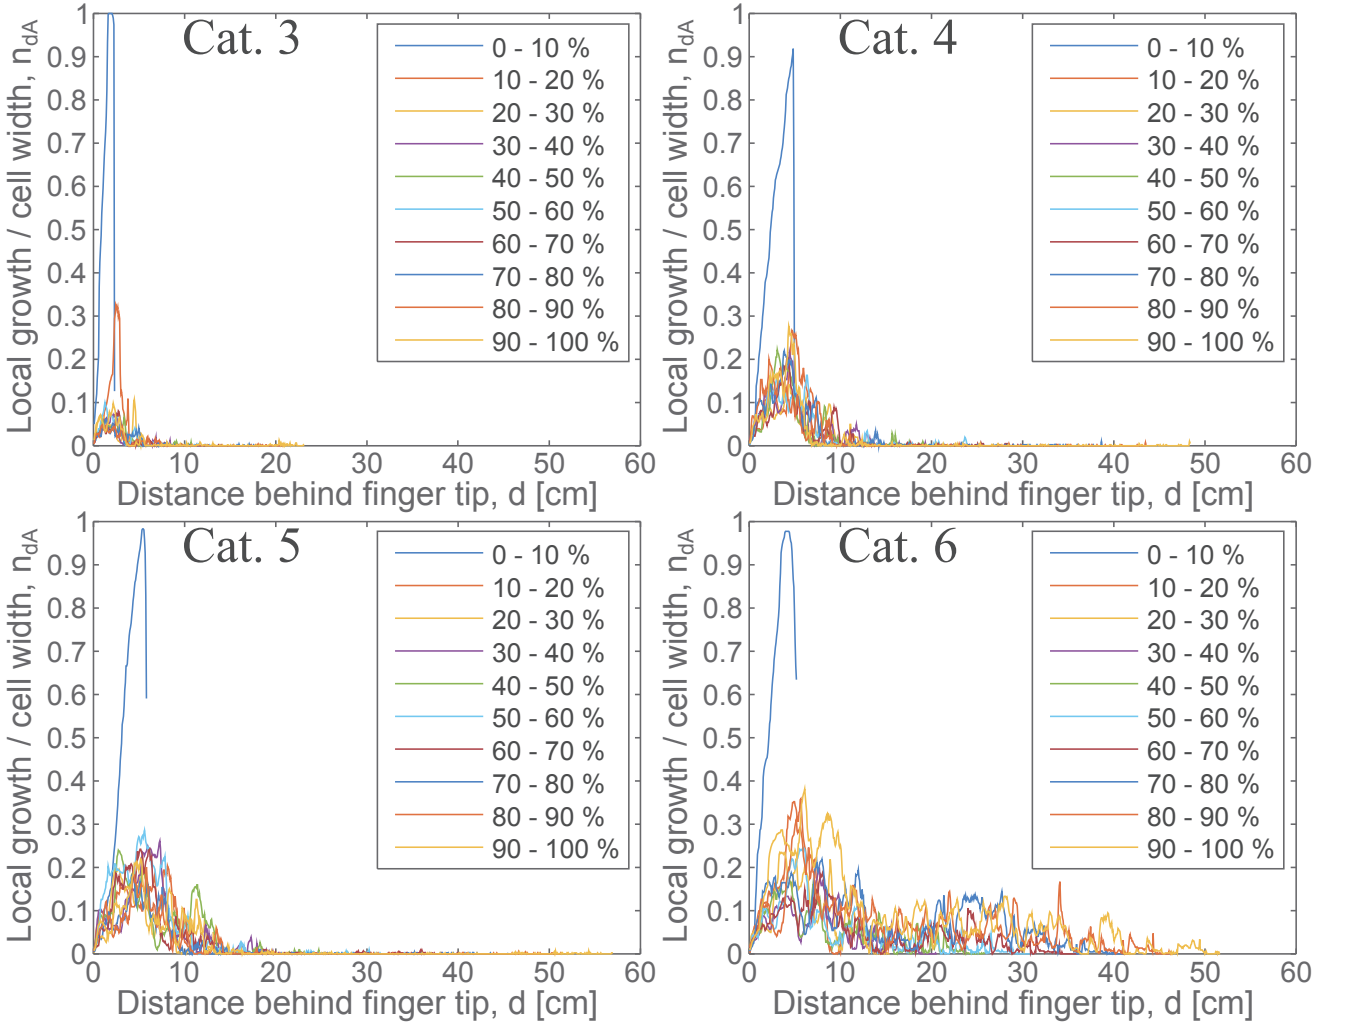 Cat. 3
Local growth / cell width, n_dA
1
0.9
0.8
0.7
0.6
0.5
0.4
0.3
0.2
0.1
0
0 - 10 %
10 - 20 %
20 - 30 %
30 - 40 %
40 - 50 %
50 - 60 %
60 - 70 %
70 - 80 %
80 - 90 %
90 - 100 %
0 10 20 30 40 50 60
Distance behind finger tip, d [cm]
Cat. 4
Local growth / cell width, n_dA
1
0.9
0.8
0.7
0.6
0.5
0.4
0.3
0.2
0.1
0
0 - 10 %
10 - 20 %
20 - 30 %
30 - 40 %
40 - 50 %
50 - 60 %
60 - 70 %
70 - 80 %
80 - 90 %
90 - 100 %
0 10 20 30 40 50 60
Distance behind finger tip, d [cm]
Cat. 5
Local growth / cell width, n_dA
1
0.9
0.8
0.7
0.6
0.5
0.4
0.3
0.2
0.1
0
0 - 10 %
10 - 20 %
20 - 30 %
30 - 40 %
40 - 50 %
50 - 60 %
60 - 70 %
70 - 80 %
80 - 90 %
90 - 100 %
0 10 20 30 40 50 60
Distance behind finger tip, d [cm]
Cat. 6
Local growth / cell width, n_dA
1
0.9
0.8
0.7
0.6
0.5
0.4
0.3
0.2
0.1
0
0 - 10 %
10 - 20 %
20 - 30 %
30 - 40 %
40 - 50 %
50 - 60 %
60 - 70 %
70 - 80 %
80 - 90 %
90 - 100 %
0 10 20 30 40 50 60
Distance behind finger tip, d [cm]